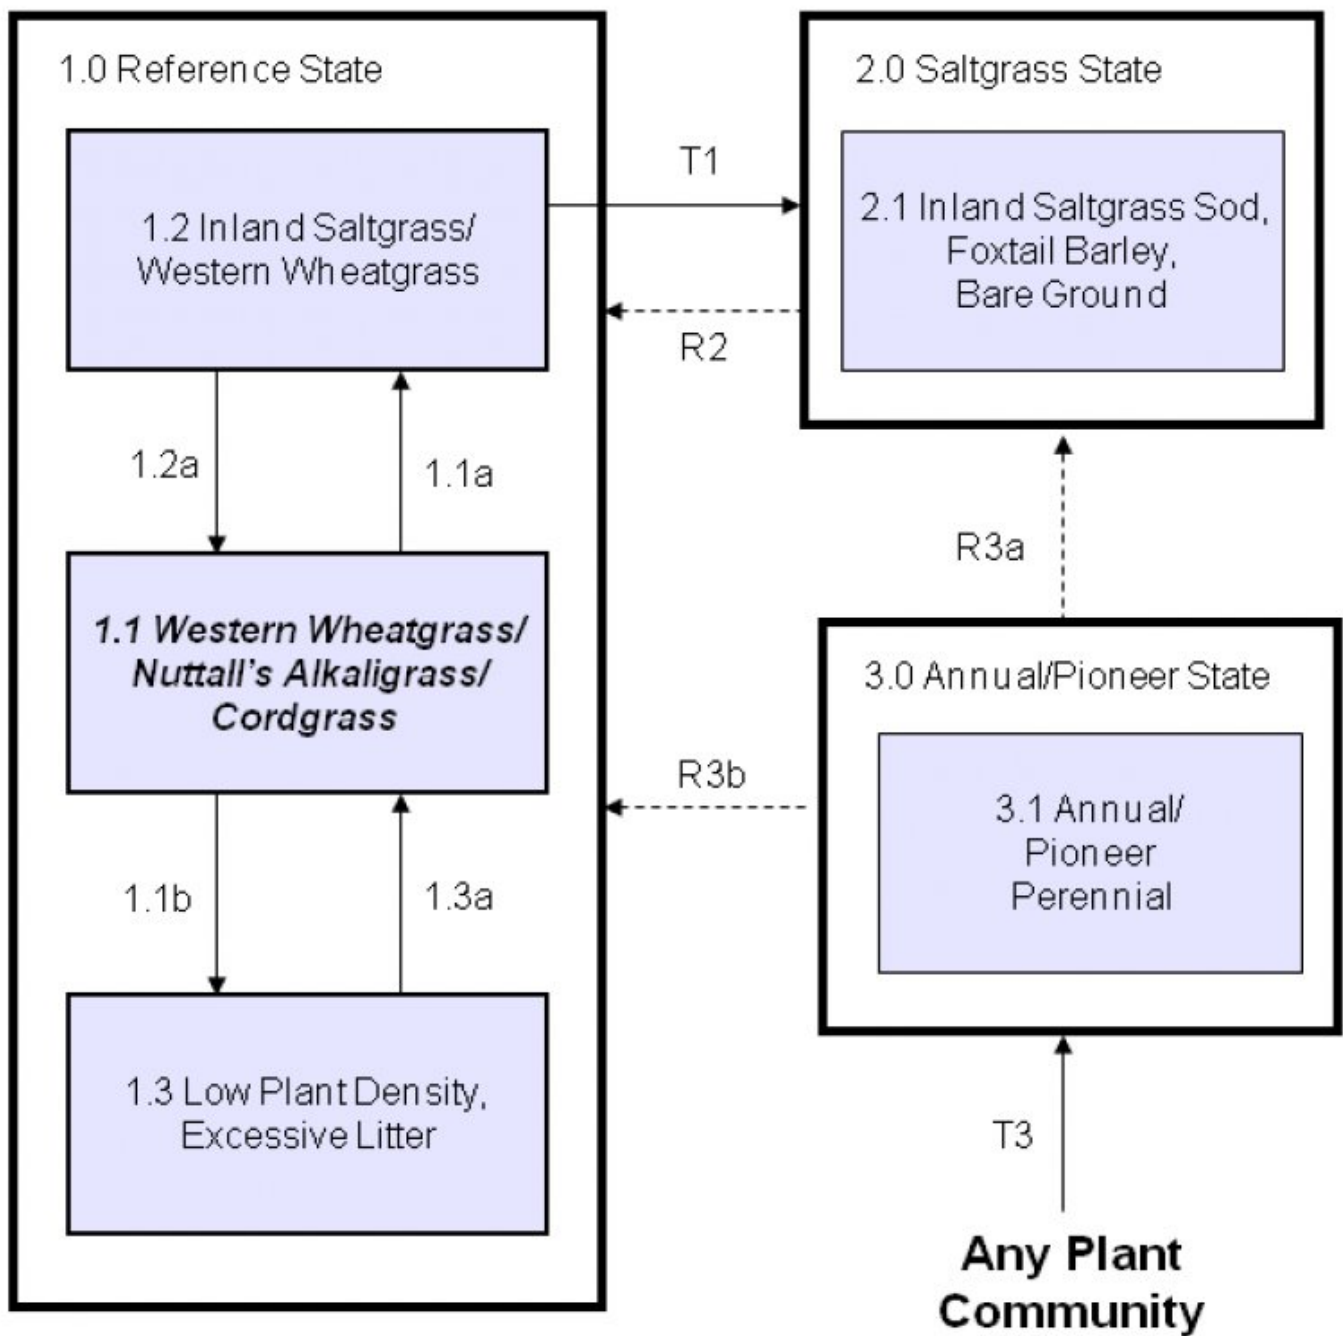 1.0 Reference State
1.2 Inland Saltgrass/
Western Wheatgrass
1.2a
1.1a
1.1 Western Wheatgrass/
Nuttall's Alkaligrass/
Cordgrass
1.1b
1.3a
1.3 Low Plant Density,
Excessive Litter
T1
R2
2.0 Saltgrass State
2.1 Inland Saltgrass Sod,
Foxtail Barley,
Bare Ground
R3a
R3b
3.0 Annual/Pioneer State
3.1 Annual/
Pioneer
Perennial
T3
Any Plant
Community